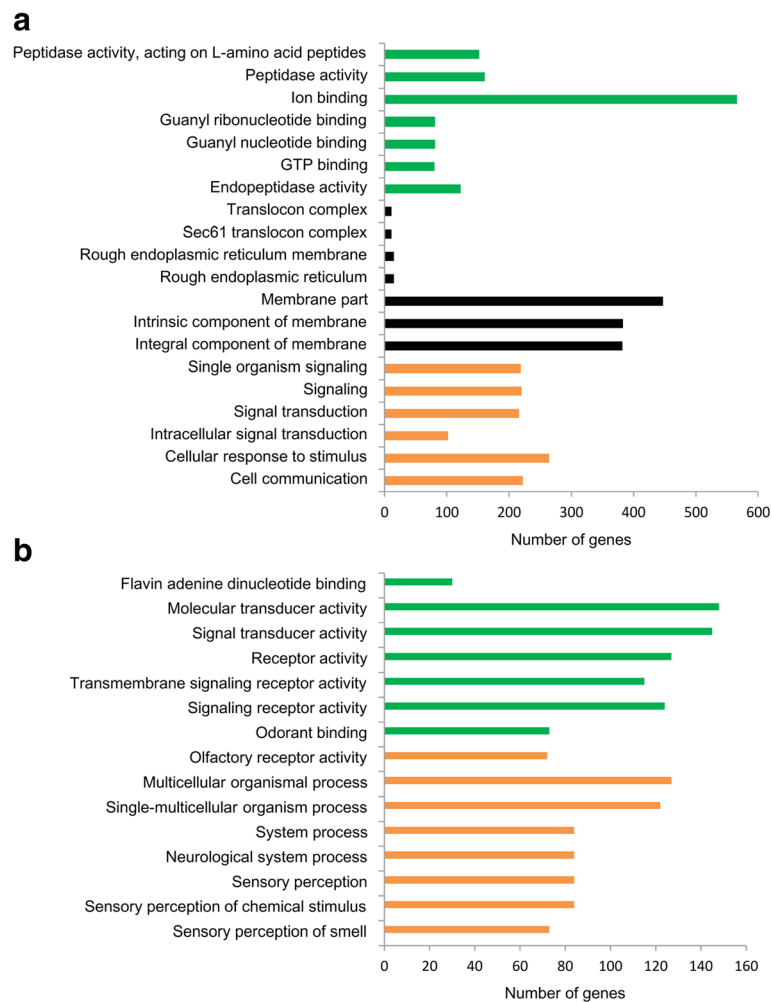 a
Peptidase activity, acting on L-amino acid peptides
Peptidase activity
Ion binding
Guanyl ribonucleotide binding
Guanyl nucleotide binding
GTP binding
Endopeptidase activity
Translocon complex
Sec61 translocon complex
Rough endoplasmic reticulum membrane
Rough endoplasmic reticulum
Membrane part
Intrinsic component of membrane
Integral component of membrane
Single organism signaling
Signaling
Signal transduction
Intracellular signal transduction
Cellular response to stimulus
Cell communication
0 100 200 300 400 500 600
Number of genes
b
Flavin adenine dinucleotide binding
Molecular transducer activity
Signal transducer activity
Receptor activity
Transmembrane signaling receptor activity
Signaling receptor activity
Odorant binding
Olfactory receptor activity
Multicellular organismal process
Single-multicellular organism process
System process
Neurological system process
Sensory perception
Sensory perception of chemical stimulus
Sensory perception of smell
0 20 40 60 80 100 120 140 160
Number of genes